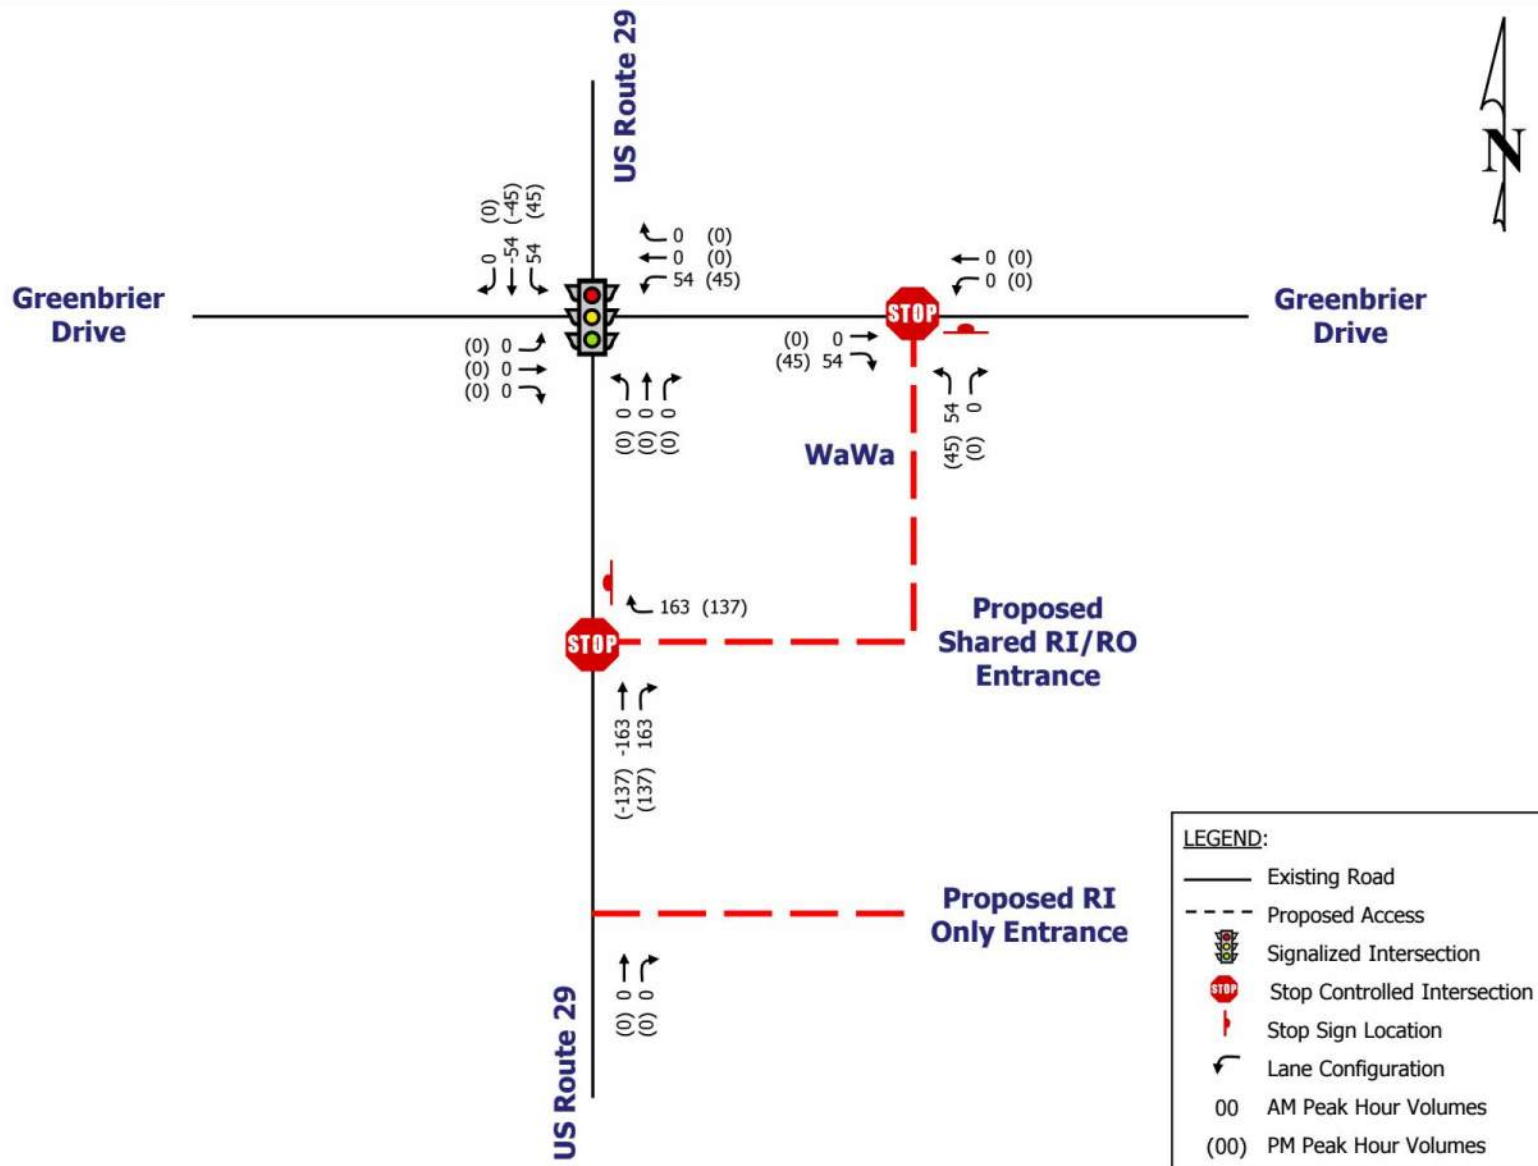 US Route 29
N
(0) (-45) (45)
0 -54 54
0 (0)
0 (0)
54 (45)
0 (0)
0 (0)
Greenbrier
Drive
STOP
Greenbrier
Drive
(0) 0
(0) 0
(0) 0
(0) 0
(45) 54
(0) 0
(0) 0
(0) 0
(45) 54
(0) 0
WaWa
163 (137)
STOP
Proposed
Shared RI/RO
Entrance
(-137) -163
(137) 163
Proposed RI
Only Entrance
(0) 0
(0) 0
US Route 29
LEGEND:
Existing Road
Proposed Access
Signalized Intersection
STOP Stop Controlled Intersection
Stop Sign Location
Lane Configuration
00 AM Peak Hour Volumes
(00) PM Peak Hour Volumes